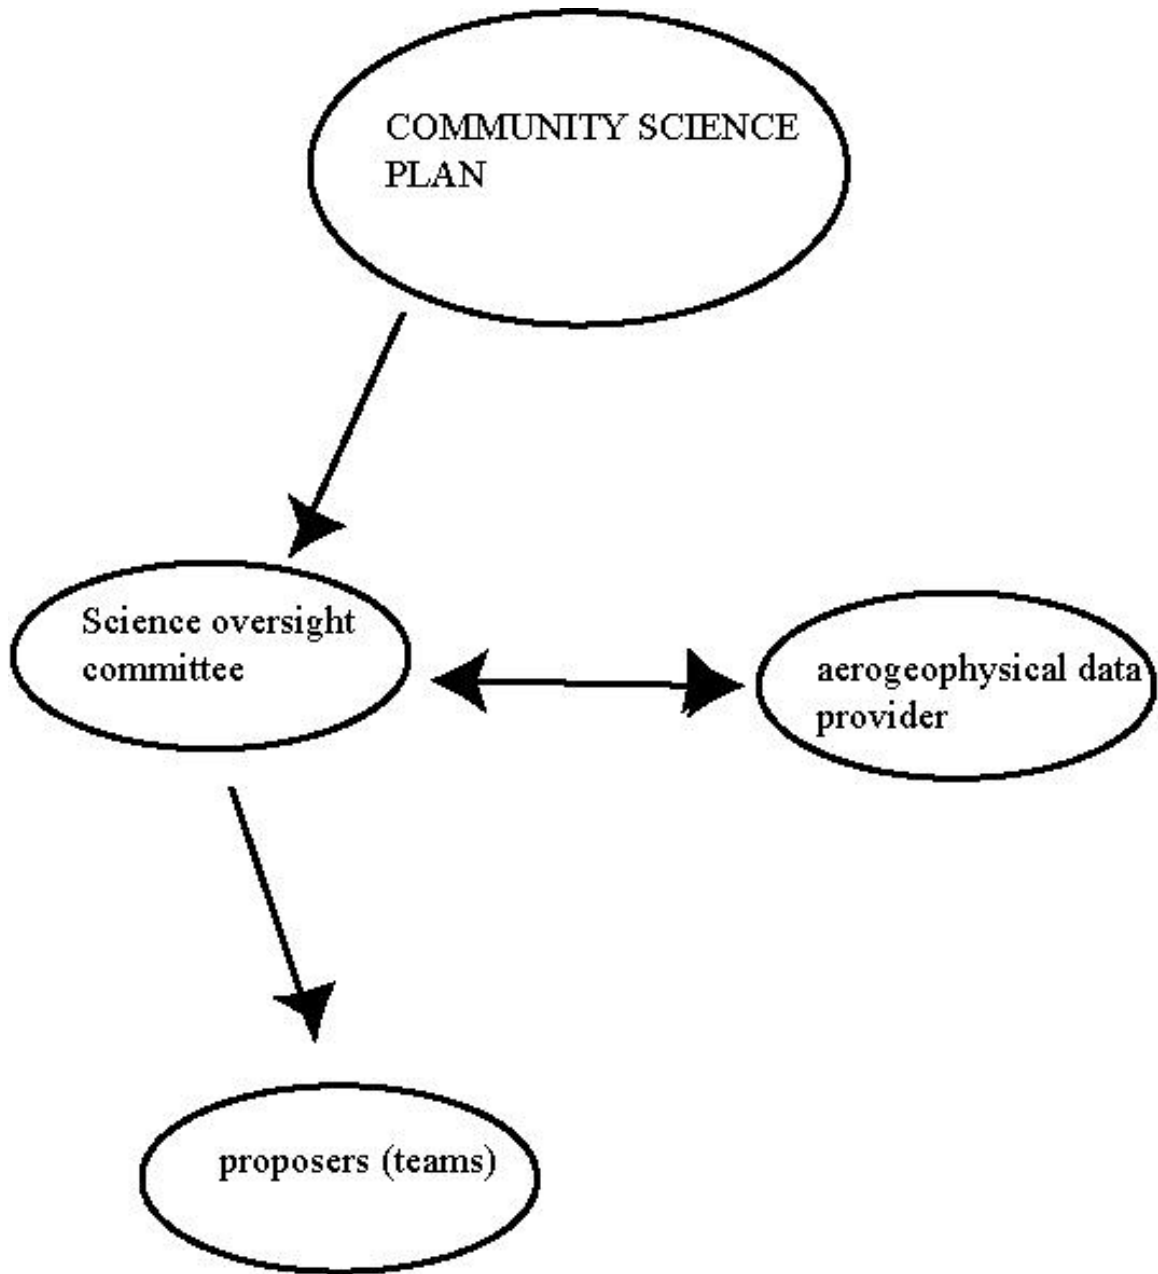 COMMUNITY SCIENCE
PLAN
Science oversight
committee
aerogeophysical data
provider
proposers (teams)